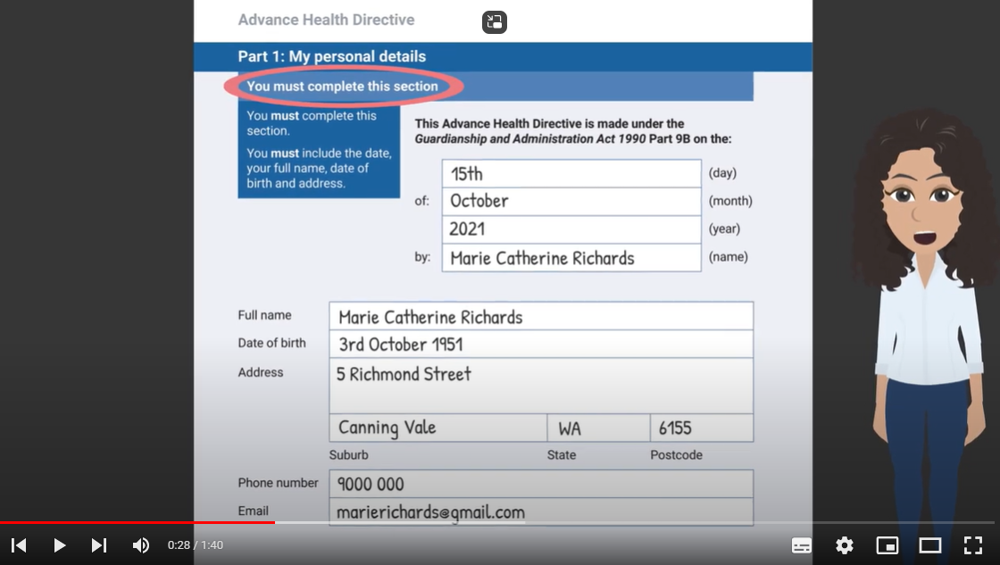 Advance Health Directive
Part 1: My personal details
You must complete this section
You must complete this
section.
You must include the date,
your full name, date of
birth and address.
This Advance Health Directive is made under the
Guardianship and Administration Act 1990 Part 9B on the:
15th (day)
of: October (month)
2021 (year)
by: Marie Catherine Richards (name)
Full name Marie Catherine Richards
Date of birth 3rd October 1951
Address 5 Richmond Street
Canning Vale WA 6155
Suburb State Postcode
Phone number 9000 000
Email marierichards@gmail.com
0:28 / 1:40